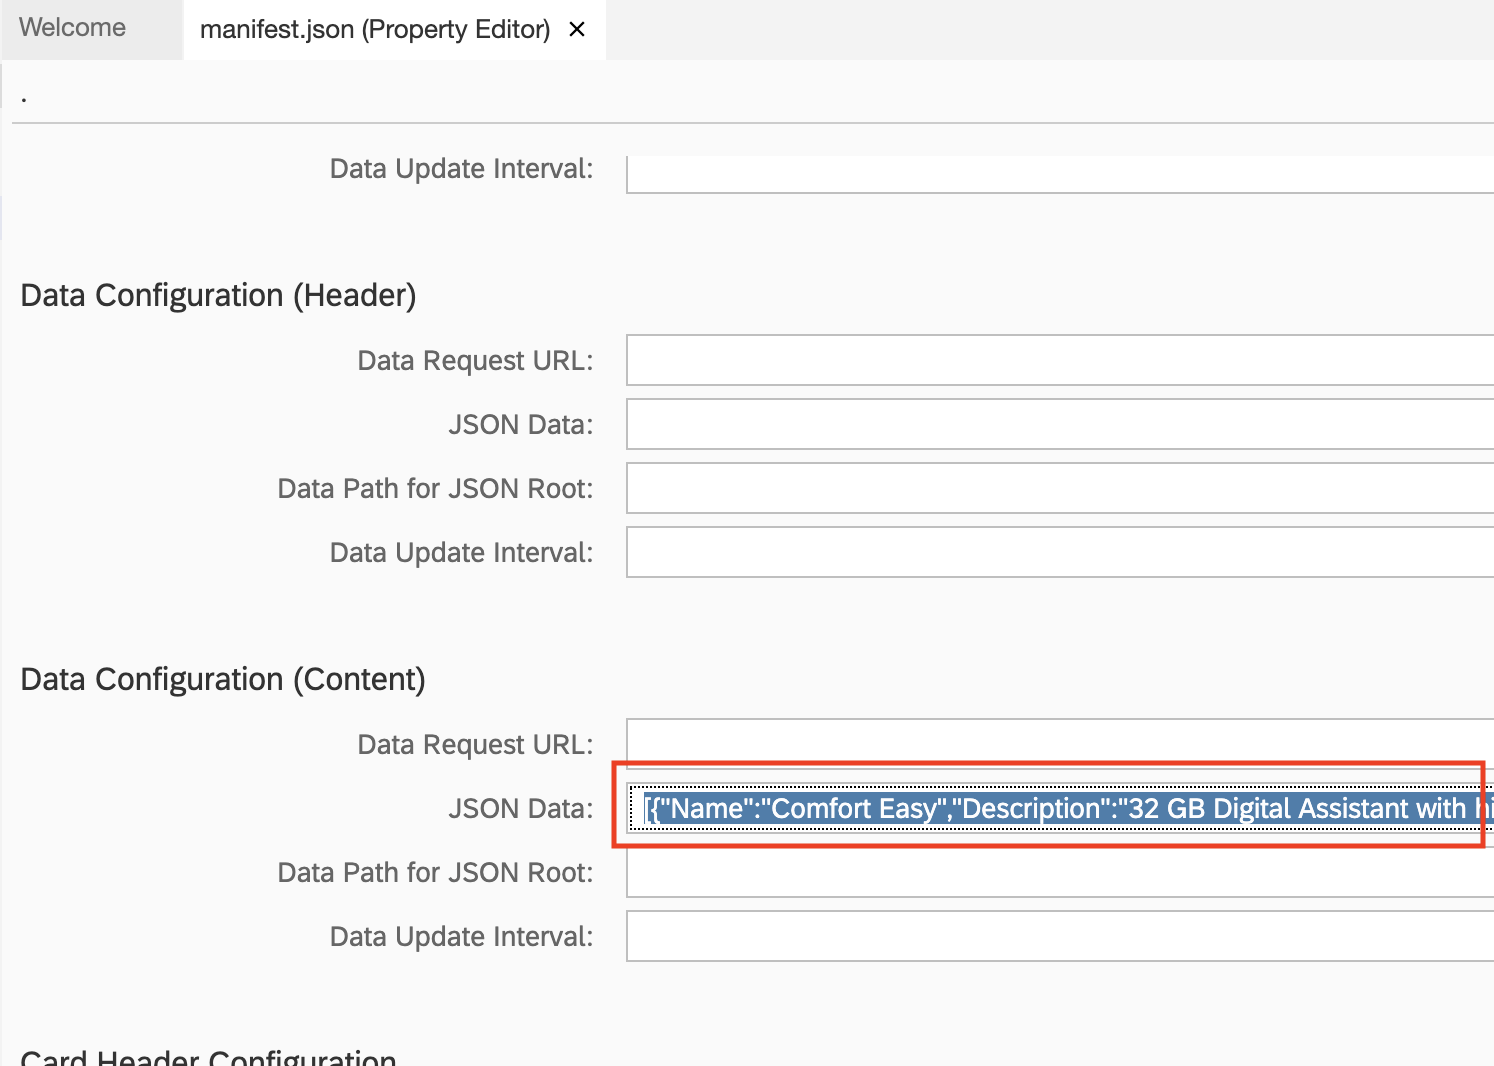 Welcome
manifest.json (Property Editor) ×
.
Data Update Interval:
Data Configuration (Header)
Data Request URL:
JSON Data:
Data Path for JSON Root:
Data Update Interval:
Data Configuration (Content)
Data Request URL:
JSON Data: [{"Name":"Comfort Easy","Description":"32 GB Digital Assistant with hi
Data Path for JSON Root:
Data Update Interval:
Card Header Configuration